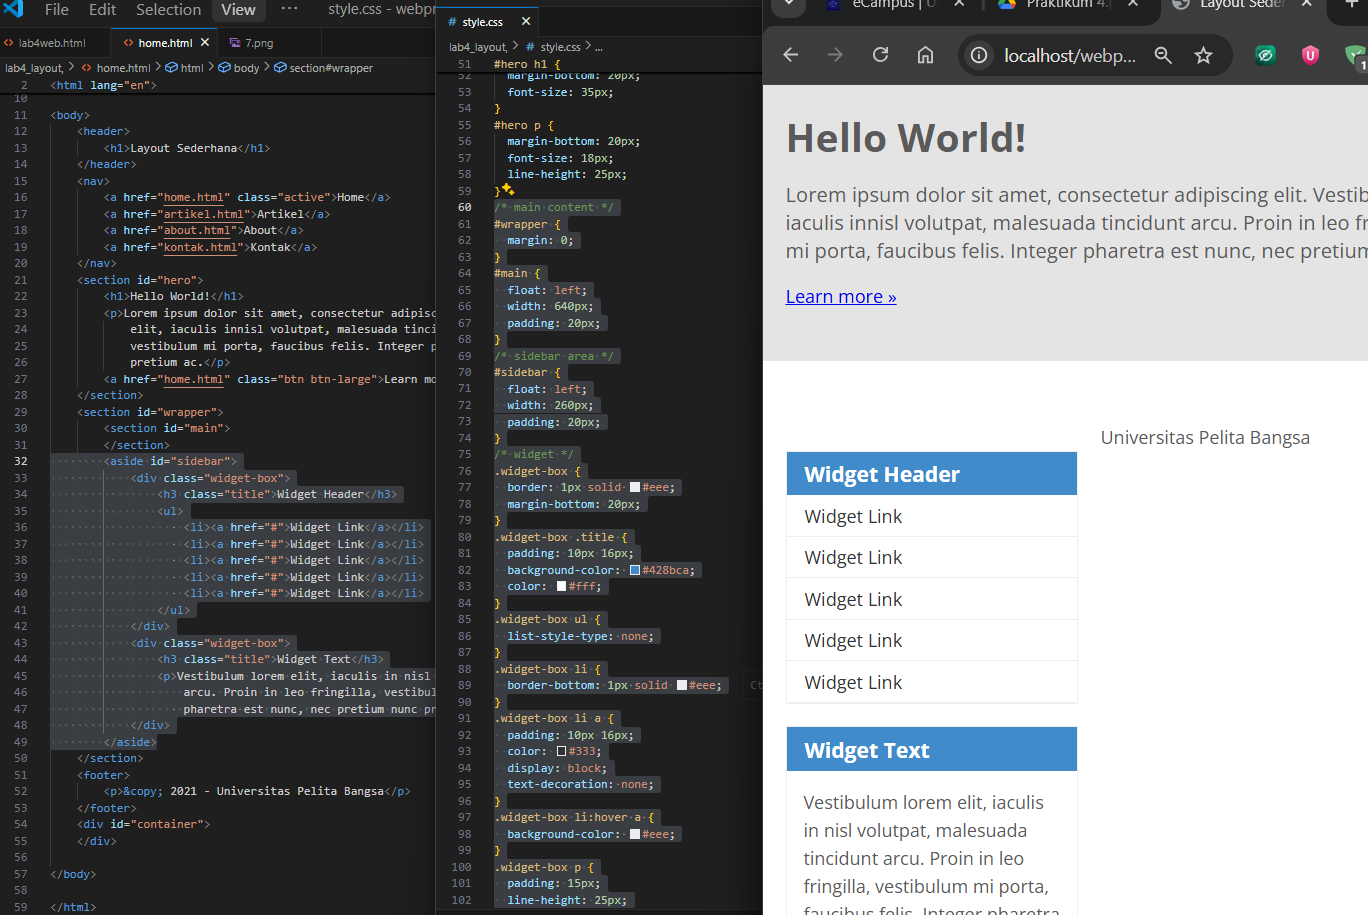 File Edit Selection View ··· style.css - webpr
lab4web.html home.html × 7.png
lab4_layout, > home.html > html > body > section#wrapper
2 <html lang="en">
10
11 <body>
12 <header>
13 <h1>Layout Sederhana</h1>
14 </header>
15 <nav>
16 <a href="home.html" class="active">Home</a>
17 <a href="artikel.html">Artikel</a>
18 <a href="about.html">About</a>
19 <a href="kontak.html">Kontak</a>
20 </nav>
21 <section id="hero">
22 <h1>Hello World!</h1>
23 <p>Lorem ipsum dolor sit amet, consectetur adipisc
24 elit, iaculis innisl volutpat, malesuada tinci
25 vestibulum mi porta, faucibus felis. Integer p
26 pretium ac.</p>
27 <a href="home.html" class="btn btn-large">Learn mo
28 </section>
29 <section id="wrapper">
30 <section id="main">
31 </section>
32 <aside id="sidebar">
33 <div class="widget-box">
34 <h3 class="title">Widget Header</h3>
35 <ul>
36 <li><a href="#">Widget Link</a></li>
37 <li><a href="#">Widget Link</a></li>
38 <li><a href="#">Widget Link</a></li>
39 <li><a href="#">Widget Link</a></li>
40 <li><a href="#">Widget Link</a></li>
41 </ul>
42 </div>
43 <div class="widget-box">
44 <h3 class="title">Widget Text</h3>
45 <p>Vestibulum lorem elit, iaculis in nisl
46 arcu. Proin in leo fringilla, vestibul
47 pharetra est nunc, nec pretium nunc pr
48 </div>
49 </aside>
50 </section>
51 <footer>
52 <p>&copy; 2021 - Universitas Pelita Bangsa</p>
53 </footer>
54 <div id="container">
55 </div>
56
57 </body>
58
59 </html>
# style.css ×
lab4_layout, > # style.css > ...
51 #hero h1 {
52 margin-bottom: 20px;
53 font-size: 35px;
54 }
55 #hero p {
56 margin-bottom: 20px;
57 font-size: 18px;
58 line-height: 25px;
59 }
60 /* main content */
61 #wrapper {
62 margin: 0;
63 }
64 #main {
65 float: left;
66 width: 640px;
67 padding: 20px;
68 }
69 /* sidebar area */
70 #sidebar {
71 float: left;
72 width: 260px;
73 padding: 20px;
74 }
75 /* widget */
76 .widget-box {
77 border: 1px solid #eee;
78 margin-bottom: 20px;
79 }
80 .widget-box .title {
81 padding: 10px 16px;
82 background-color: #428bca;
83 color: #fff;
84 }
85 .widget-box ul {
86 list-style-type: none;
87 }
88 .widget-box li {
89 border-bottom: 1px solid #eee;
90 }
91 .widget-box li a {
92 padding: 10px 16px;
93 color: #333;
94 display: block;
95 text-decoration: none;
96 }
97 .widget-box li:hover a {
98 background-color: #eee;
99 }
100 .widget-box p {
101 padding: 15px;
102 line-height: 25px;
eCampus | U × Praktikum 4. × Layout Seder ×
localhost/webp...
1
Hello World!
Lorem ipsum dolor sit amet, consectetur adipiscing elit. Vestib
iaculis innisl volutpat, malesuada tincidunt arcu. Proin in leo f
mi porta, faucibus felis. Integer pharetra est nunc, nec pretium
Learn more »
Universitas Pelita Bangsa
Widget Header
Widget Link
Widget Link
Widget Link
Widget Link
Widget Link
Widget Text
Vestibulum lorem elit, iaculis
in nisl volutpat, malesuada
tincidunt arcu. Proin in leo
fringilla, vestibulum mi porta,
faucibus felis. Integer pharetra